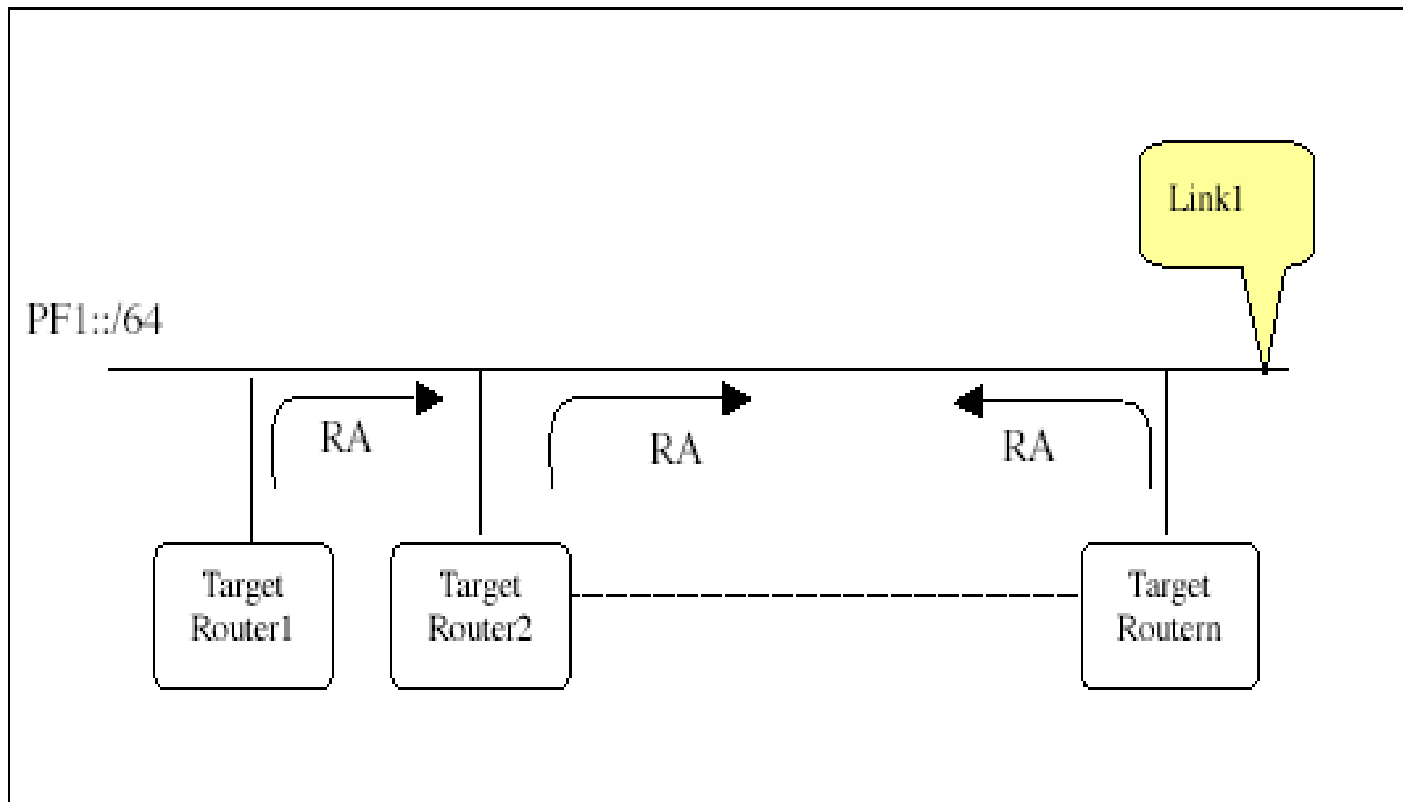 Link1
PF1::/64
RA
RA
RA
Target
Router1
Target
Router2
Target
Routern